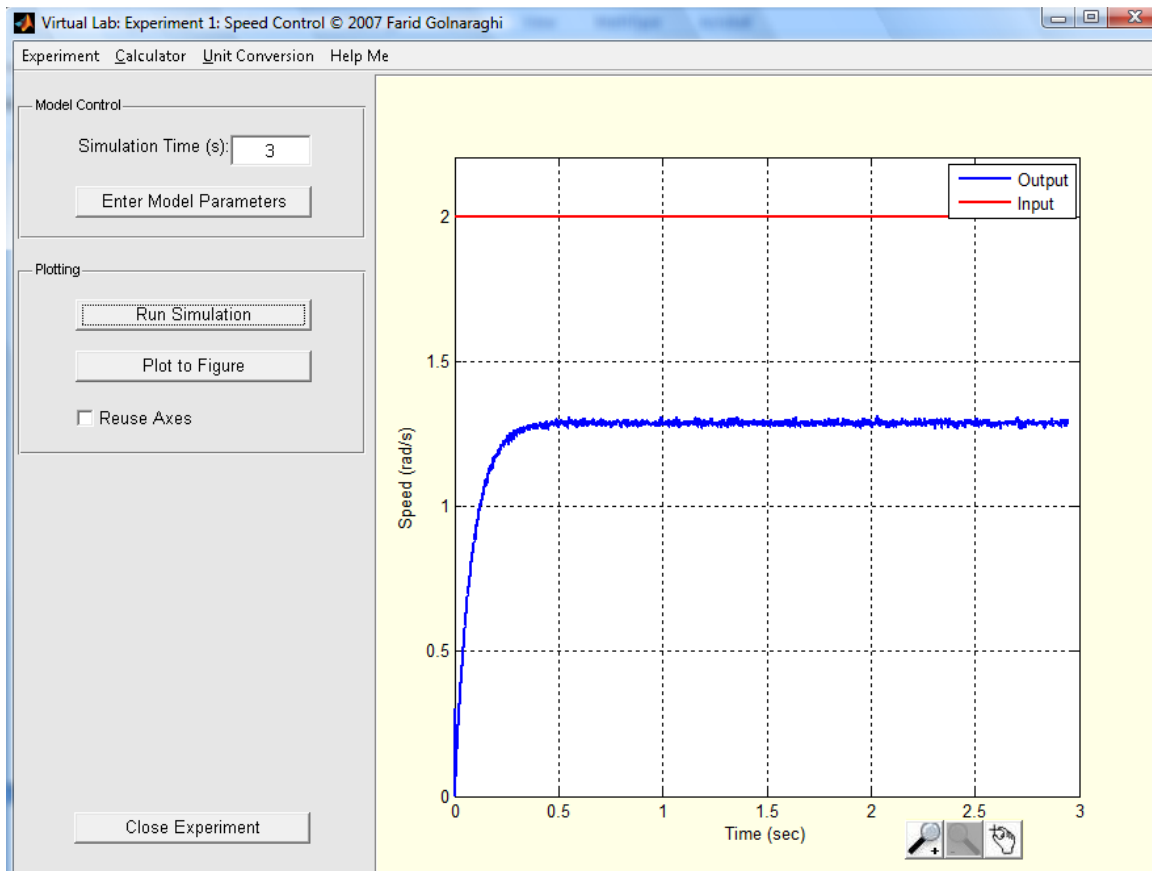 Virtual Lab: Experiment 1: Speed Control © 2007 Farid Golnaraghi
Experiment Calculator Unit Conversion Help Me
Model Control
Simulation Time (s): 3
Enter Model Parameters
Plotting
Run Simulation
Plot to Figure
Reuse Axes
Close Experiment
Output
Input
2
1.5
1
0.5
0
Speed (rad/s)
0 0.5 1 1.5 2 2.5 3
Time (sec)